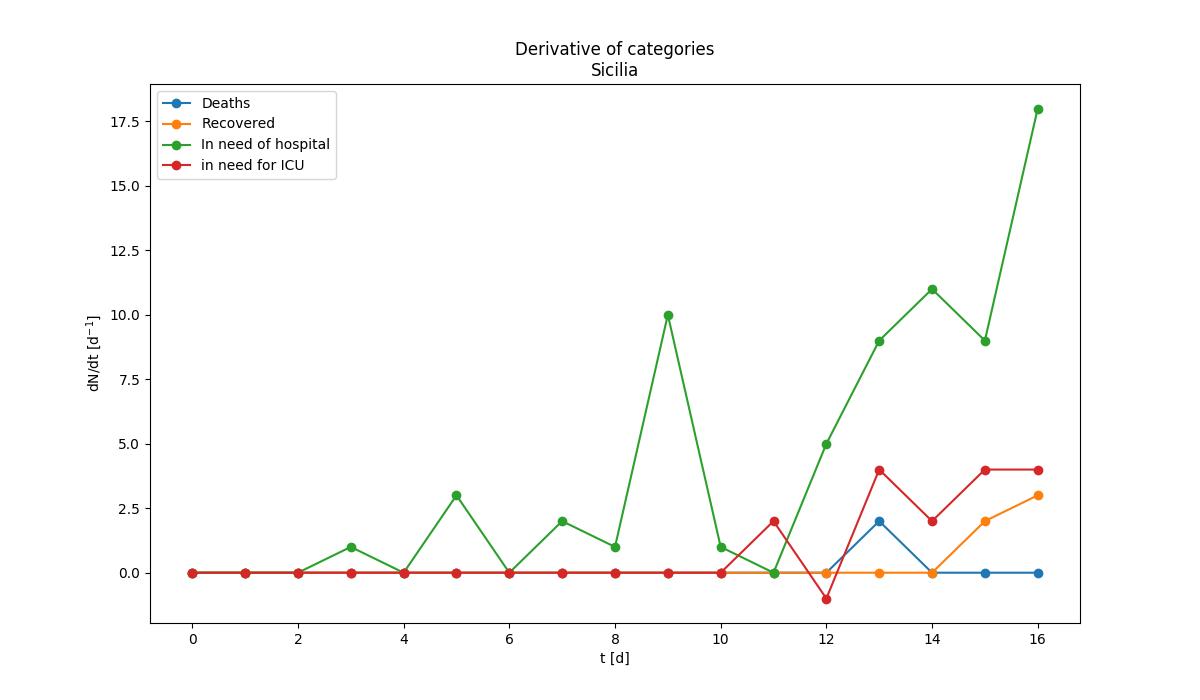 Derivative of categories
Sicilia
Deaths
Recovered
In need of hospital
in need for ICU
17.5
15.0
12.5
10.0
7.5
5.0
2.5
0.0
dN/dt [d⁻¹]
0 2 4 6 8 10 12 14 16
t [d]